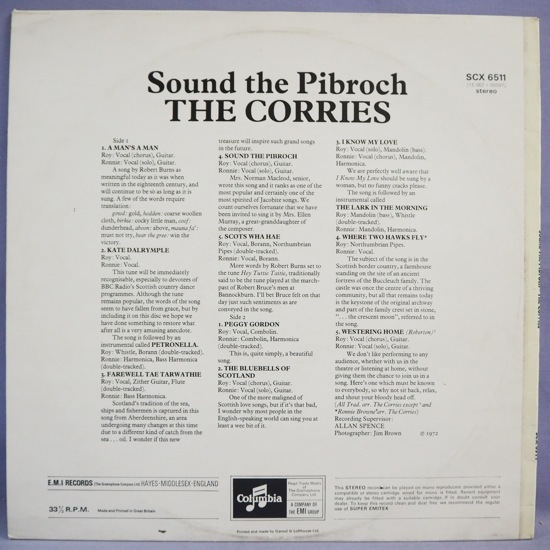 Sound the Pibroch
THE CORRIES
SCX 6511
stereo
Side 1
1. A MAN'S A MAN
Roy: Vocal (chorus), Guitar.
Ronnie: Vocal (solo), Guitar.
A song by Robert Burns as
meaningful today as it was when
written in the eighteenth century, and
will continue to be so as long as it is
sung. A few of the words require
translation:
gowd: gold, hodden: coarse woollen
cloth, birkie: cocky little man, coof:
dunderhead, aboon: above, mauna fa':
must not try, bear the gree: win the
victory.
2. KATE DALRYMPLE
Roy: Vocal.
Ronnie: Vocal.
This tune will be immediately
recognisable, especially to devotees of
BBC Radio's Scottish country dance
programmes. Although the tune
remains popular, the words of the song
seem to have fallen from grace, but by
including it on this disc we hope we
have done something to restore what
after all is a very amusing anecdote.
The song is followed by an
instrumental called PETRONELLA.
Roy: Whistle, Borann (double-tracked).
Ronnie: Harmonica, Bass Harmonica
(double-tracked).
3. FAREWELL TAE TARWATHIE
Roy: Vocal, Zither Guitar, Flute
(double-tracked).
Ronnie: Vocal, Bass Harmonica.
Scotland's tradition of the sea,
ships and fishermen is captured in this
song from Aberdeenshire, an area
undergoing many changes at this time
due to a different kind of catch from the
sea . . . oil. I wonder if this new
treasure will inspire such grand songs
in the future.
4. SOUND THE PIBROCH
Roy: Vocal (chorus), Guitar.
Ronnie: Vocal (solo), Guitar.
Mrs. Norman Macleod, senior,
wrote this song and it ranks as one of the
most popular and certainly one of the
most spirited of Jacobite songs. We
count ourselves fortunate that we have
been invited to sing it by Mrs. Ellen
Murray, a great-granddaughter of
the composer.
5. SCOTS WHA HAE
Roy: Vocal, Borann, Northumbrian
Pipes (double-tracked).
Ronnie: Vocal, Borann.
More words by Robert Burns set to
the tune Hey Tuttie Tatie, traditionally
said to be the tune played at the march-
past of Robert Bruce's men at
Bannockburn. I'll bet Bruce felt on that
day just such sentiments as are
conveyed in the song.
Side 2
1. PEGGY GORDON
Roy: Vocal, Combolin.
Ronnie: Combolin, Harmonica
(double-tracked).
This is, quite simply, a beautiful
song.
2. THE BLUEBELLS OF
SCOTLAND
Roy: Vocal (chorus), Guitar.
Ronnie: Vocal (solo), Guitar.
One of the more maligned of
Scottish love songs, but if it's that bad,
I wonder why most people in the
English-speaking world can sing you at
least a wee bit of it.
3. I KNOW MY LOVE
Roy: Vocal (solo), Mandolin (bass).
Ronnie: Vocal (chorus), Mandolin,
Harmonica.
We are perfectly well aware that
I Know My Love should be sung by a
woman, but no funny cracks please.
The song is followed by an
instrumental called
THE LARK IN THE MORNING
Roy: Mandolin (bass), Whistle
(double-tracked).
Ronnie: Mandolin, Harmonica.
4. WHERE TWO HAWKS FLY*
Roy: Northumbrian Pipes.
Ronnie: Vocal.
The subject of the song is in the
Scottish border country, a farmhouse
standing on the site of an ancient
fortress of the Buccleuch family. The
castle was once the centre of a thriving
community, but all that remains today
is the keystone of the original archway
and part of the family crest set in stone,
". . . the crescent moon", referred to in
the song.
5. WESTERING HOME (Roberton)†
Roy: Vocal (chorus), Guitar.
Ronnie: Vocal (solo), Guitar.
We don't like performing to
any audience, whether with us in the
theatre or listening at home, without
giving them the chance to join us in a
song. Here's one which must be known
to everybody, so why not sit back, relax,
and shout your bloody head off.
(All Trad. arr. The Corries except † and
*Ronnie Browne/arr. The Corries)
Recording Supervisor:
ALLAN SPENCE
Photographer: Jim Brown ℗ 1972
E.M.I RECORDS (The Gramophone Company Ltd.) HAYES·MIDDLESEX·ENGLAND
33⅓ R.P.M. Made and Printed in Great Britain
Columbia
Regd. Trade Marks
of The Gramophone
Company Ltd.
A COMPANY OF
THE EMI GROUP
This STEREO record can be played on mono reproducers provided either a
compatible or stereo cartridge wired for mono is fitted. Recent equipment
may already be fitted with a suitable cartridge. If in doubt consult your
dealer. To keep this record clean and dust free, we recommend the regular
use of SUPER EMITEX
Printed and made by Garrod & Lofthouse Ltd.